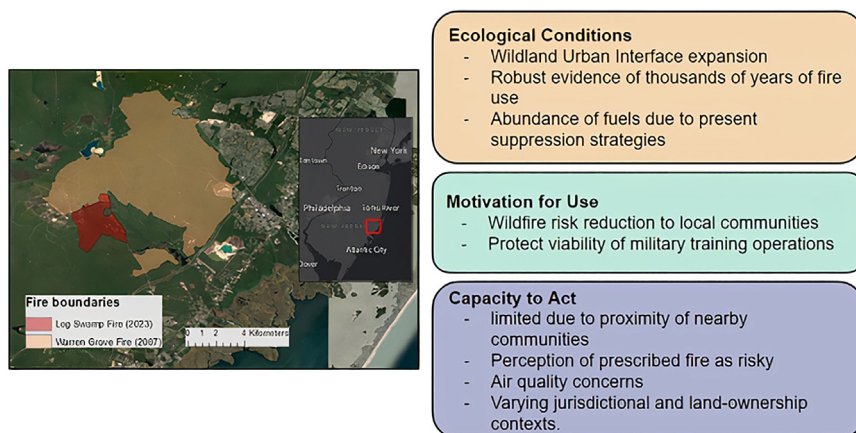 Ecological Conditions
- Wildland Urban Interface expansion
- Robust evidence of thousands of years of fire
use
- Abundance of fuels due to present
suppression strategies
Motivation for Use
- Wildfire risk reduction to local communities
- Protect viability of military training operations
Capacity to Act
- limited due to proximity of nearby
communities
- Perception of prescribed fire as risky
- Air quality concerns
- Varying jurisdictional and land-ownership
contexts.
New York
Edison
Trenton
Philadelphia
Toms River
NEW JERSEY
Atlantic City
Dover
Fire boundaries
Log Swamp Fire (2023)
Warren Grove Fire (2007)
0 1 2 4 Kilometers